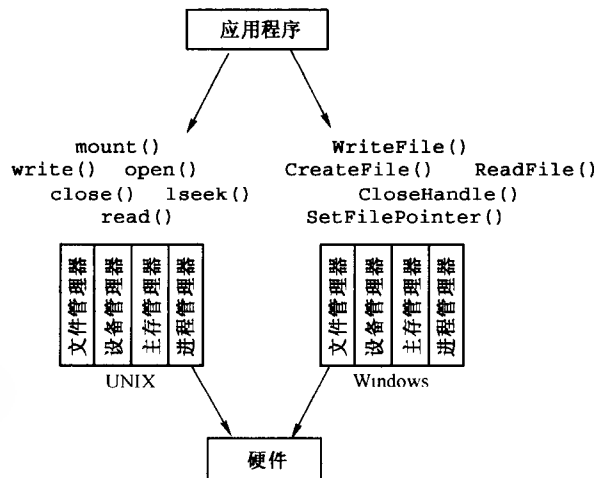 应用程序
mount()
write() open()
close() lseek()
read()
WriteFile()
CreateFile() ReadFile()
CloseHandle()
SetFilePointer()
文件管理器
设备管理器
主存管理器
进程管理器
UNIX
文件管理器
设备管理器
主存管理器
进程管理器
Windows
硬件